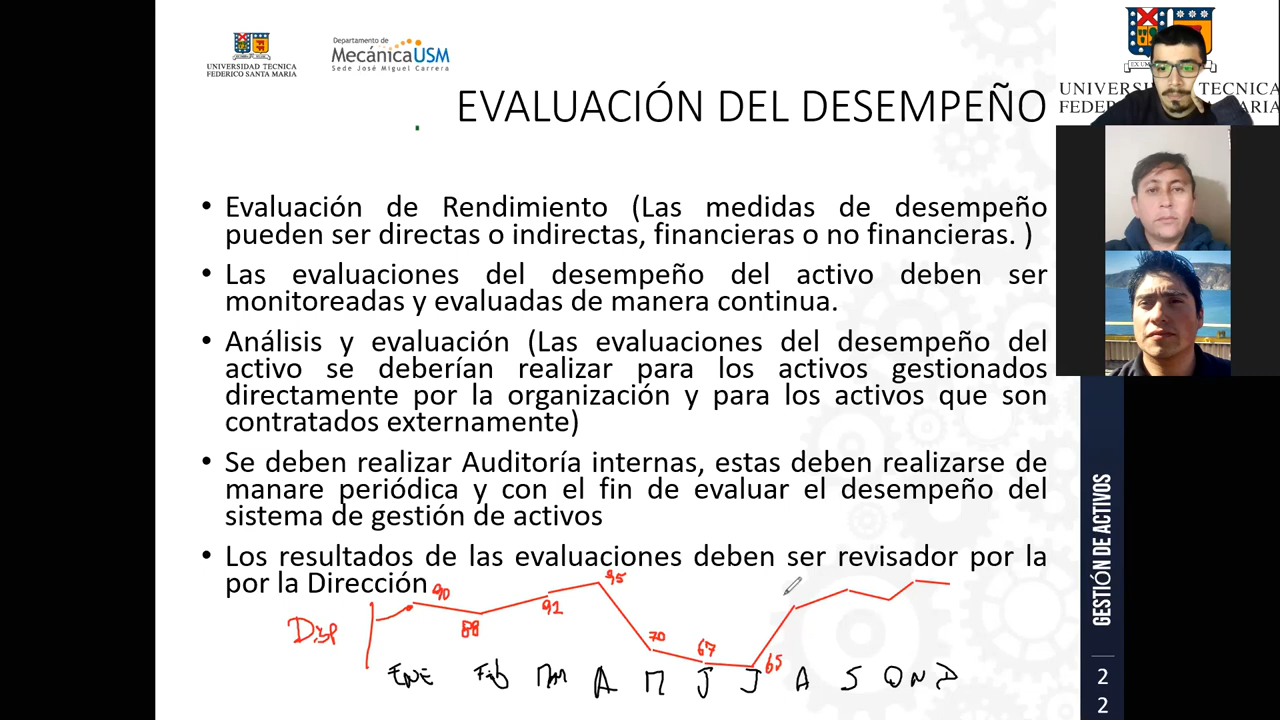 UNIVERSIDAD TECNICA
FEDERICO SANTA MARIA
Departamento de
MecánicaUSM
Sede José Miguel Carrera
EVALUACIÓN DEL DESEMPEÑO
• Evaluación de Rendimiento (Las medidas de desempeño
pueden ser directas o indirectas, financieras o no financieras. )
• Las evaluaciones del desempeño del activo deben ser
monitoreadas y evaluadas de manera continua.
• Análisis y evaluación (Las evaluaciones del desempeño del
activo se deberían realizar para los activos gestionados
directamente por la organización y para los activos que son
contratados externamente)
• Se deben realizar Auditoría internas, estas deben realizarse de
manare periódica y con el fin de evaluar el desempeño del
sistema de gestión de activos
• Los resultados de las evaluaciones deben ser revisador por la
por la Dirección
Disp
90 88 91 95 70 67 65
ENE Feb A M J J A S O N D
GESTIÓN DE ACTIVOS
2
2